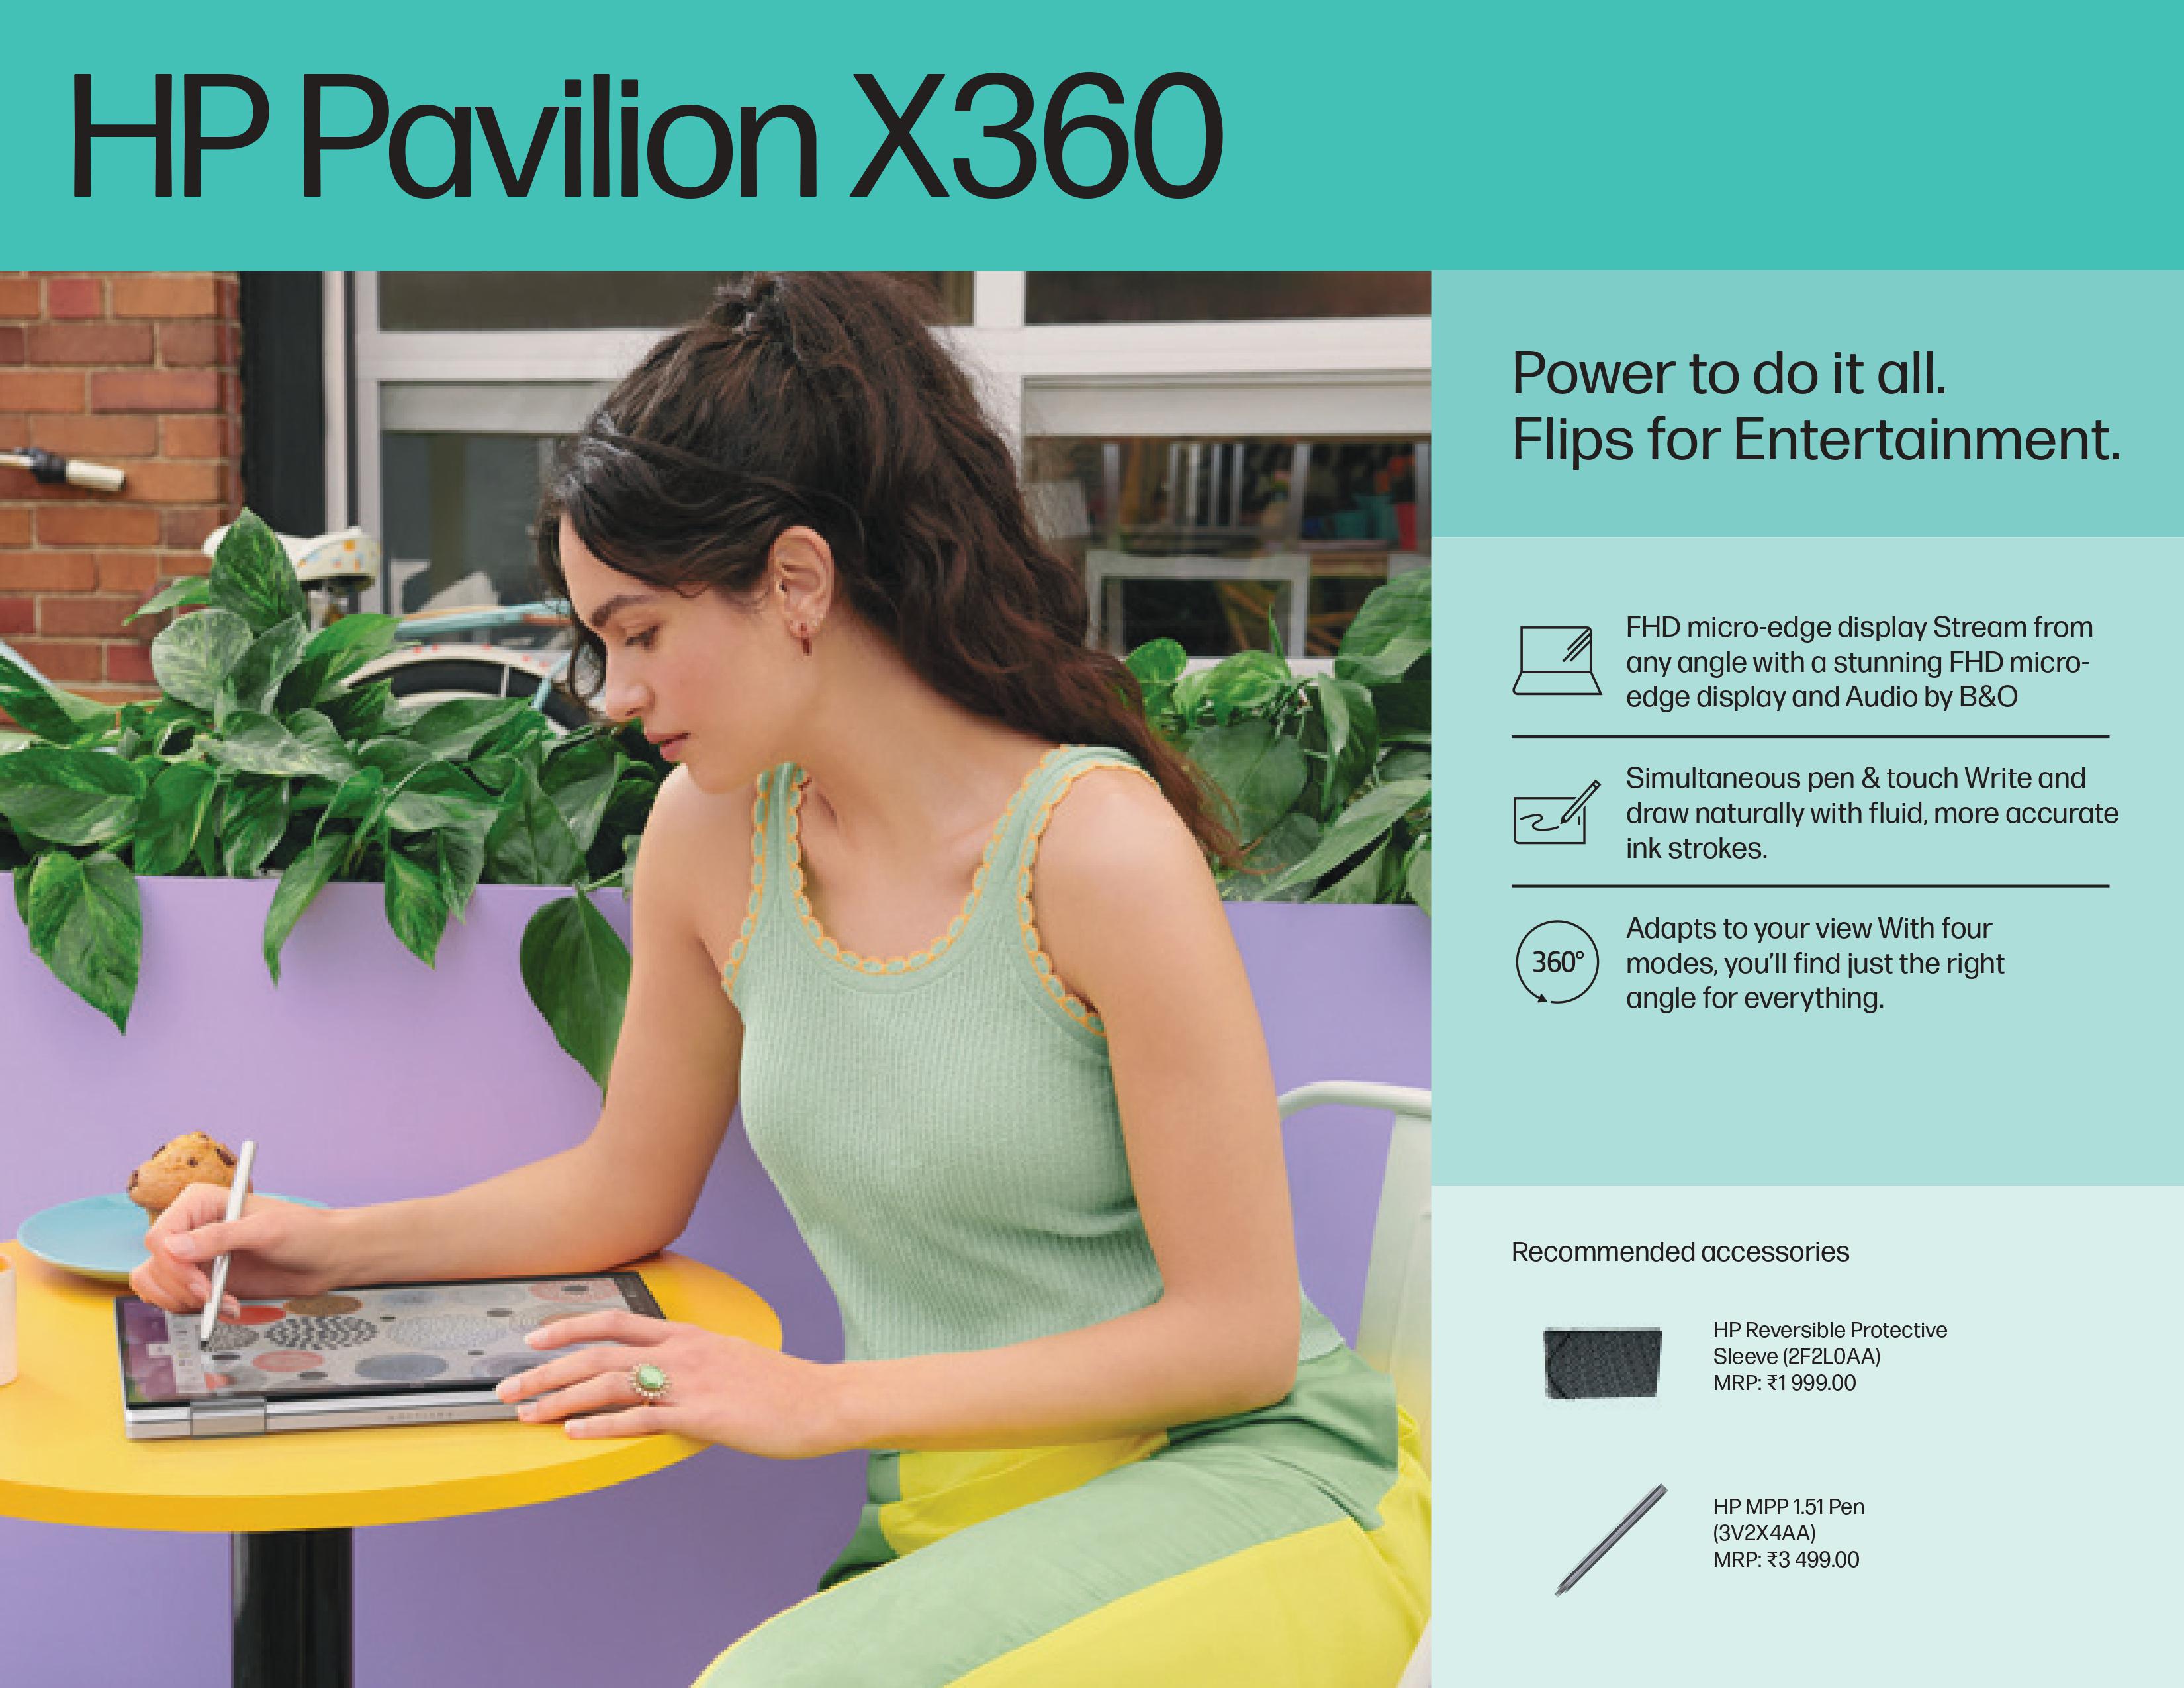 HP Pavilion X360
Power to do it all.
Flips for Entertainment.
FHD micro-edge display Stream from
any angle with a stunning FHD micro-
edge display and Audio by B&O
Simultaneous pen & touch Write and
draw naturally with fluid, more accurate
ink strokes.
360°
Adapts to your view With four
modes, you'll find just the right
angle for everything.
Recommended accessories
HP Reversible Protective
Sleeve (2F2L0AA)
MRP: ₹1 999.00
HP MPP 1.51 Pen
(3V2X4AA)
MRP: ₹3 499.00